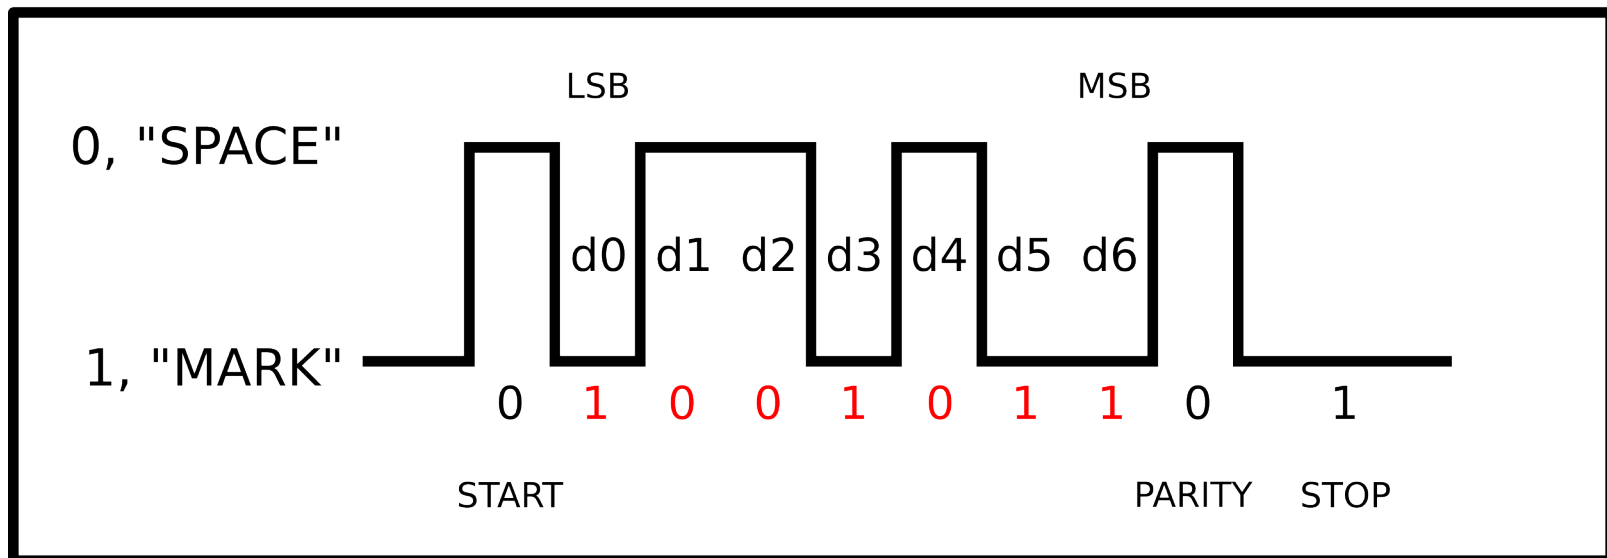 LSB MSB
0, "SPACE"
d0 d1 d2 d3 d4 d5 d6
1, "MARK"
0 1 0 0 1 0 1 1 0 1
START PARITY STOP